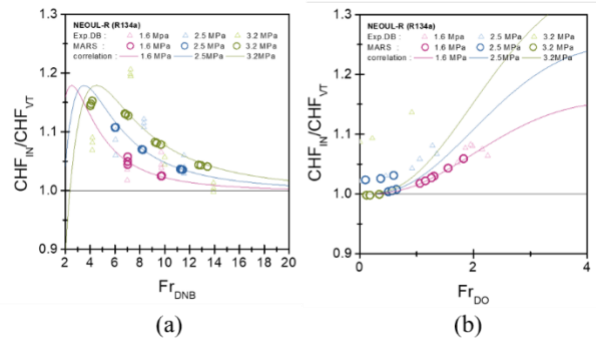 1.3
1.2
1.1
1.0
0.9
CHF_IN/CHF_VT
NEOUL-R (R134a)
Exp.DB : 1.6 Mpa 2.5 MPa 3.2 MPa
MARS : 1.6 MPa 2.5 MPa 3.2 MPa
correlation : 1.6 MPa 2.5MPa 3.2MPa
2 4 6 8 10 12 14 16 18 20
Fr_DNB
(a)
1.3
1.2
1.1
1.0
0.9
CHF_IN/CHF_VT
NEOUL-R (R134a)
Exp.DB : 1.6 MPa 2.5 MPa 3.2 MPa
MARS : 1.6 MPa 2.5 MPa 3.2 MPa
correlation : 1.6 MPa 2.5MPa 3.2MPa
0 2 4
Fr_DO
(b)